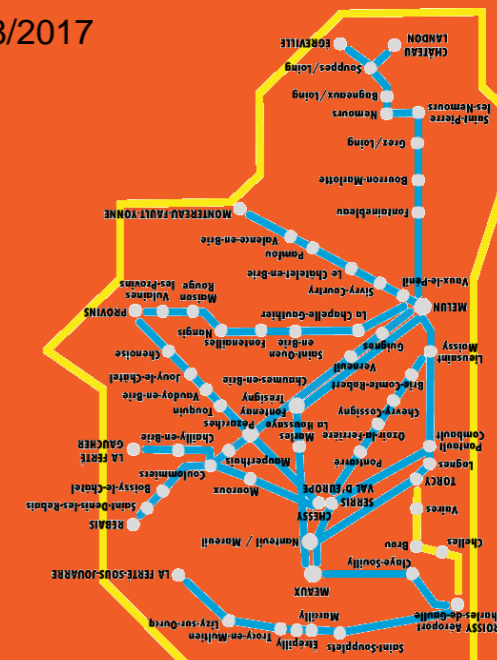 3/2017
CHÂTEAU
LANDON
ÉGREVILLE
Souppes/Loing
Bagneaux/Loing
Nemours
Saint-Pierre
les-Nemours
Grez/Loing
Bourron-Marlotte
Fontainebleau
MONTEREAU-FAULT-YONNE
Valence-en-Brie
Pamfou
Le Châtelet-en-Brie
Sivry-Courtry
Vaux-le-Pénil
MELUN
PROVINS
Vulaines
les-Provins
Maison
Rouge
Nangis
Fontenailles
Saint-Ouen
en-Brie
La Chapelle-Gauthier
Guignes
Verneuil
Chaumes-en-Brie
Fontenay
Trésigny
Chenoise
Jouy-le-Châtel
Vaudoy-en-Brie
Touquin
Pézarches
Lieusaint
Moissy
Brie-Comte-Robert
Chevry-Cossigny
Ozoir-la-Ferrière
Pontcarré
Pontault
Combault
La Houssaye
Marles
Mauperthuis
LA FERTÉ
GAUCHER
Chailly-en-Brie
Coulommiers
Boissy-le-Châtel
Saint-Denis-les-Rebais
REBAIS
Mouroux
SERRIS
VAL D'EUROPE
CHESSY
Lognes
TORCY
Vaires
Brou
Chelles
Nanteuil / Mareuil
MEAUX
Claye-Souilly
LA FERTE-SOUS-JOUARRE
Lizy-sur-Ourcq
Trocy-en-Multien
Etrépilly
Marcilly
Saint-Soupplets
ROISSY Aéroport
Charles-de-Gaulle